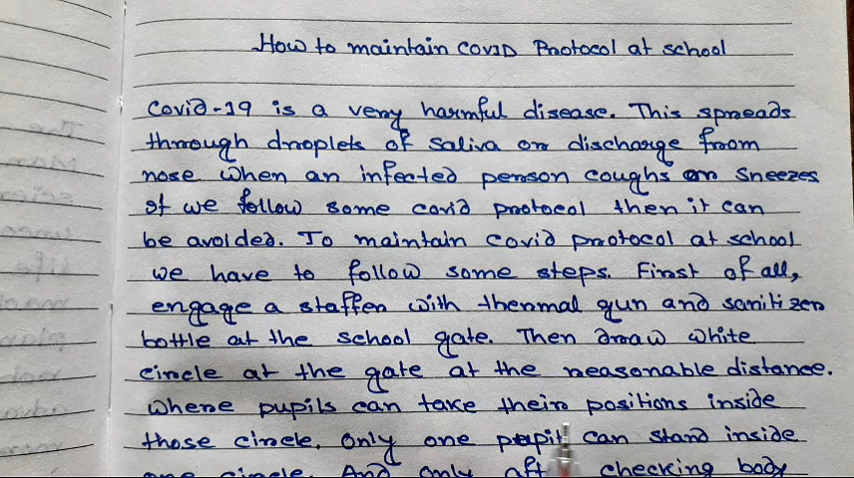 How to maintain COVID Protocol at school
Covid-19 is a very harmful disease. This spreads
through droplets of saliva or discharge from
nose when an infected person coughs or sneezes
If we follow some covid protocol then it can
be avoided. To maintain covid protocol at school
we have to follow some steps. First of all,
engage a staffer with thermal gun and sanitizer
bottle at the school gate. Then draw white
circle at the gate at the reasonable distance.
Where pupils can take their positions inside
those circle. Only one pupil can stand inside
one circle. And only checking body